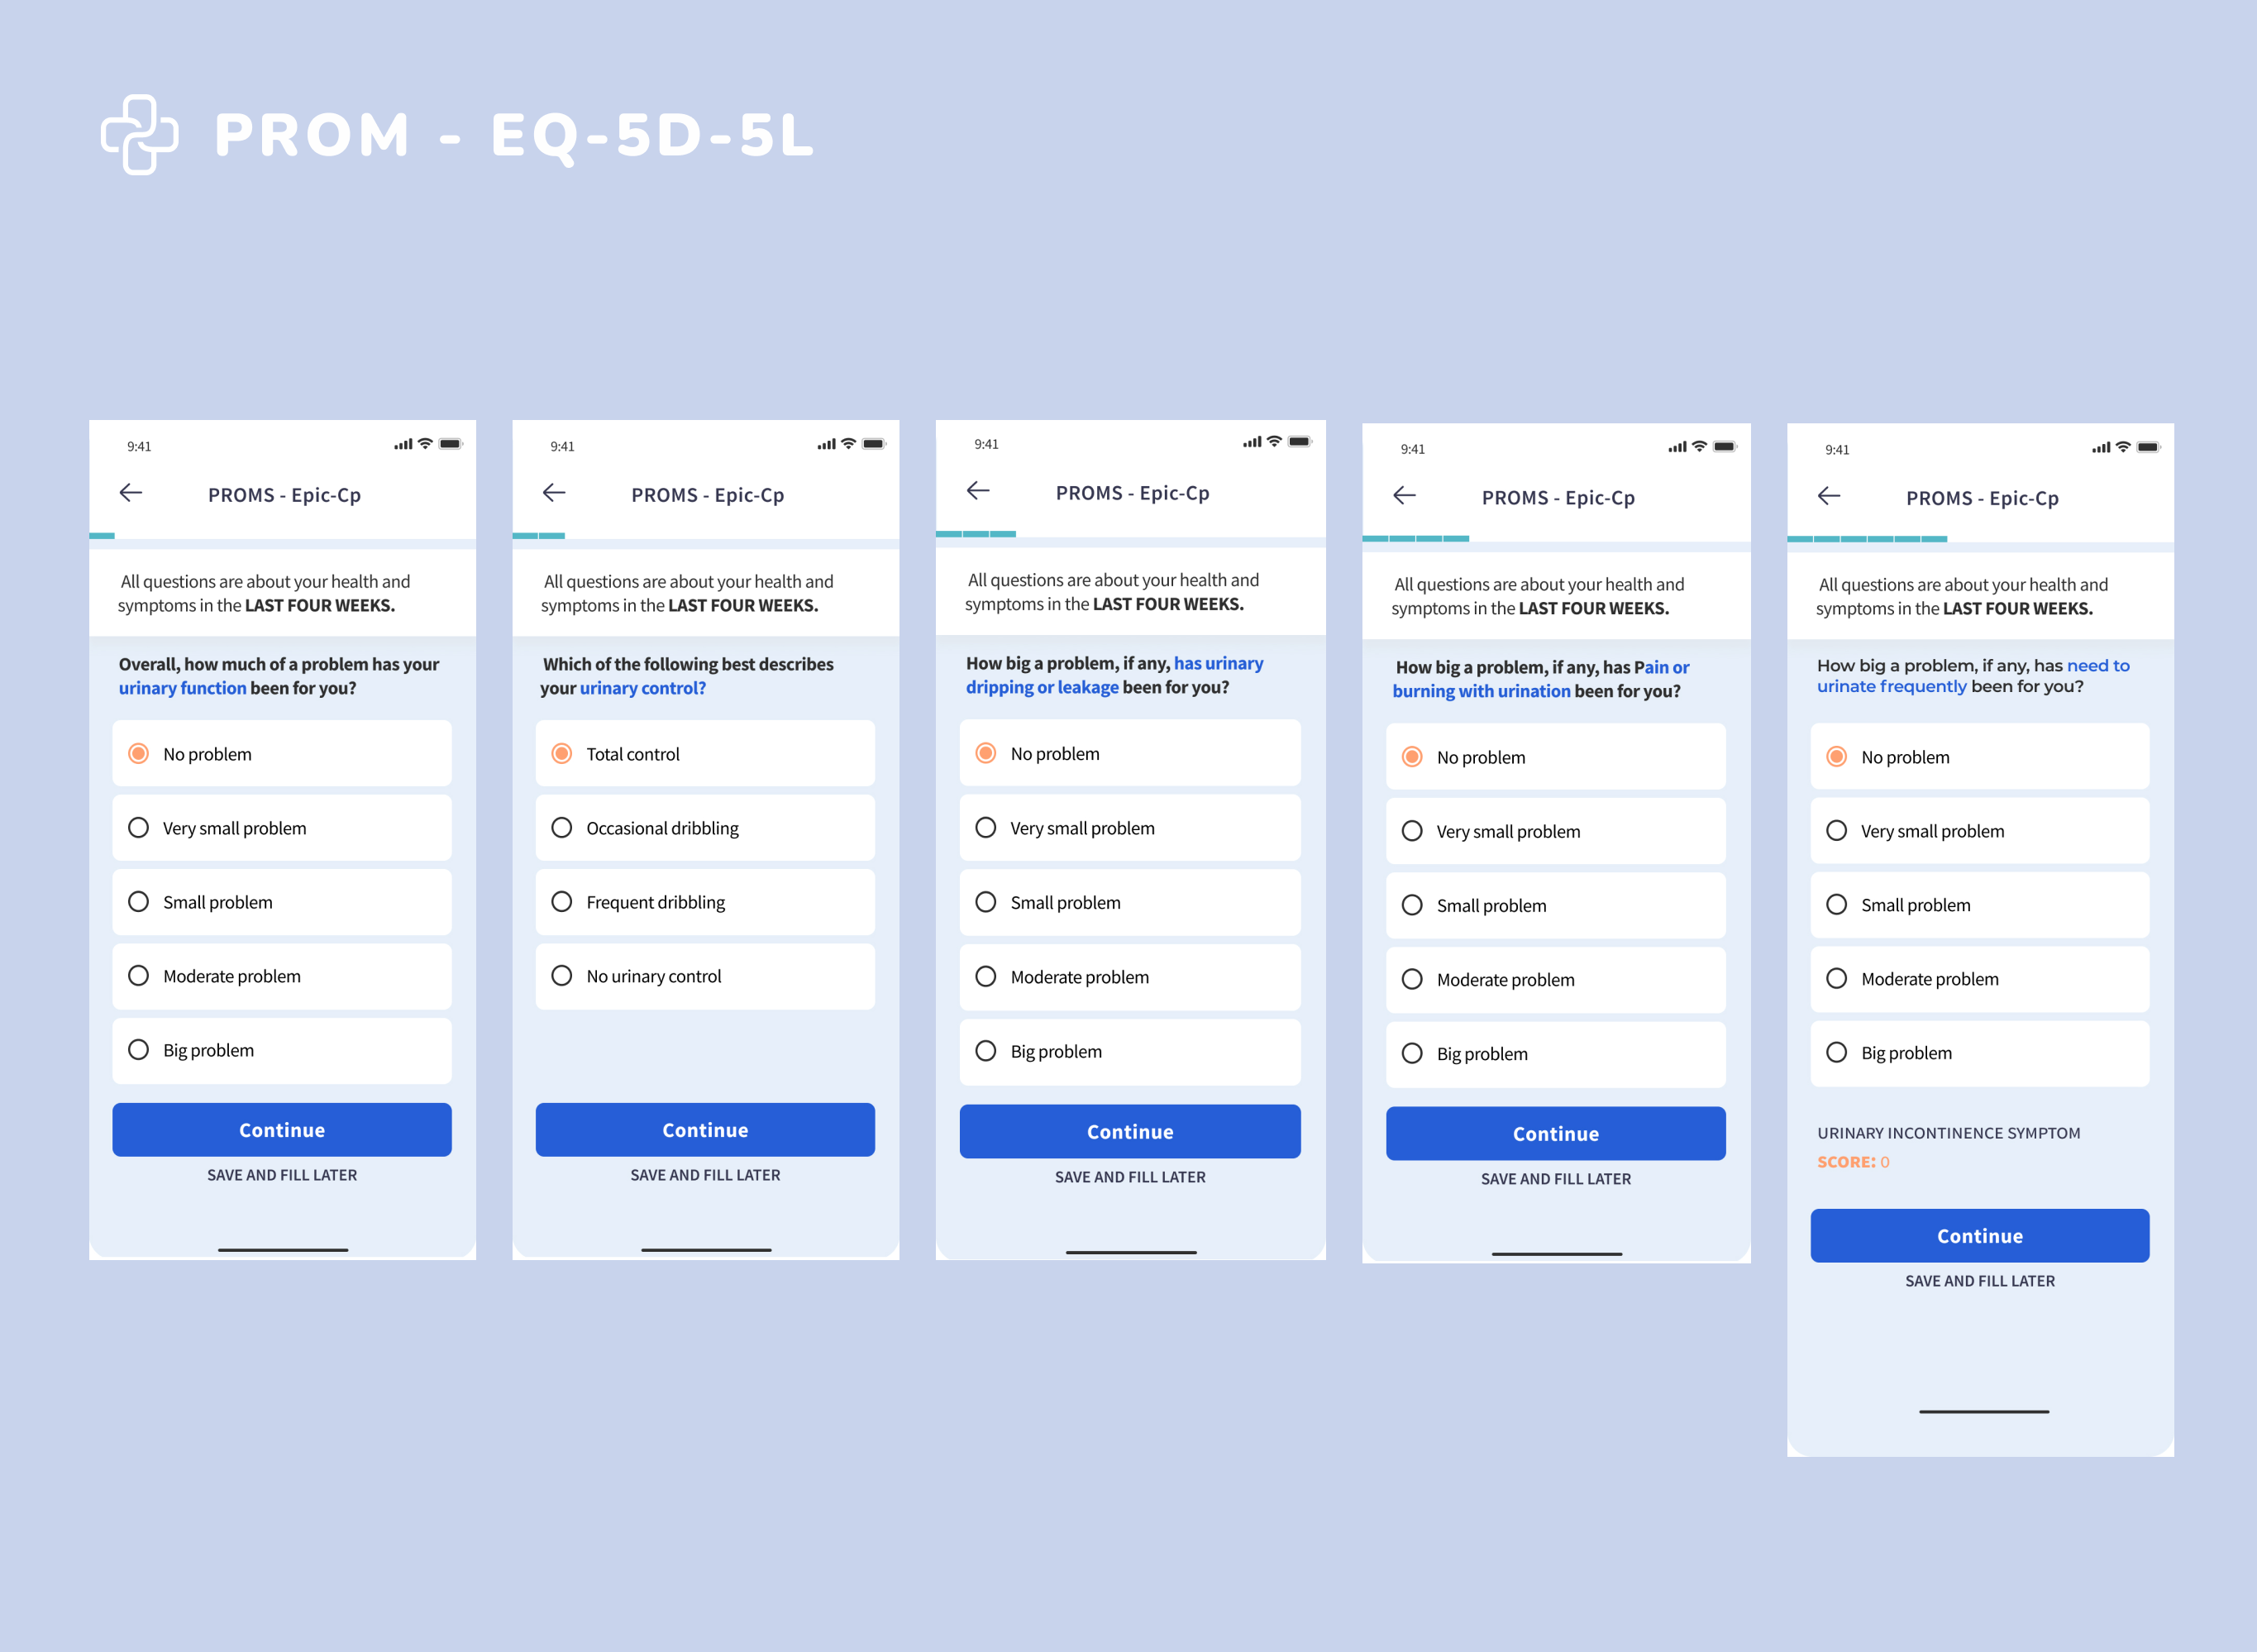 PROM - EQ-5D-5L
9:41
PROMS - Epic-Cp
All questions are about your health and
symptoms in the LAST FOUR WEEKS.
Overall, how much of a problem has your
urinary function been for you?
No problem
Very small problem
Small problem
Moderate problem
Big problem
Continue
SAVE AND FILL LATER
9:41
PROMS - Epic-Cp
All questions are about your health and
symptoms in the LAST FOUR WEEKS.
Which of the following best describes
your urinary control?
Total control
Occasional dribbling
Frequent dribbling
No urinary control
Continue
SAVE AND FILL LATER
9:41
PROMS - Epic-Cp
All questions are about your health and
symptoms in the LAST FOUR WEEKS.
How big a problem, if any, has urinary
dripping or leakage been for you?
No problem
Very small problem
Small problem
Moderate problem
Big problem
Continue
SAVE AND FILL LATER
9:41
PROMS - Epic-Cp
All questions are about your health and
symptoms in the LAST FOUR WEEKS.
How big a problem, if any, has Pain or
burning with urination been for you?
No problem
Very small problem
Small problem
Moderate problem
Big problem
Continue
SAVE AND FILL LATER
9:41
PROMS - Epic-Cp
All questions are about your health and
symptoms in the LAST FOUR WEEKS.
How big a problem, if any, has need to
urinate frequently been for you?
No problem
Very small problem
Small problem
Moderate problem
Big problem
URINARY INCONTINENCE SYMPTOM
SCORE: 0
Continue
SAVE AND FILL LATER